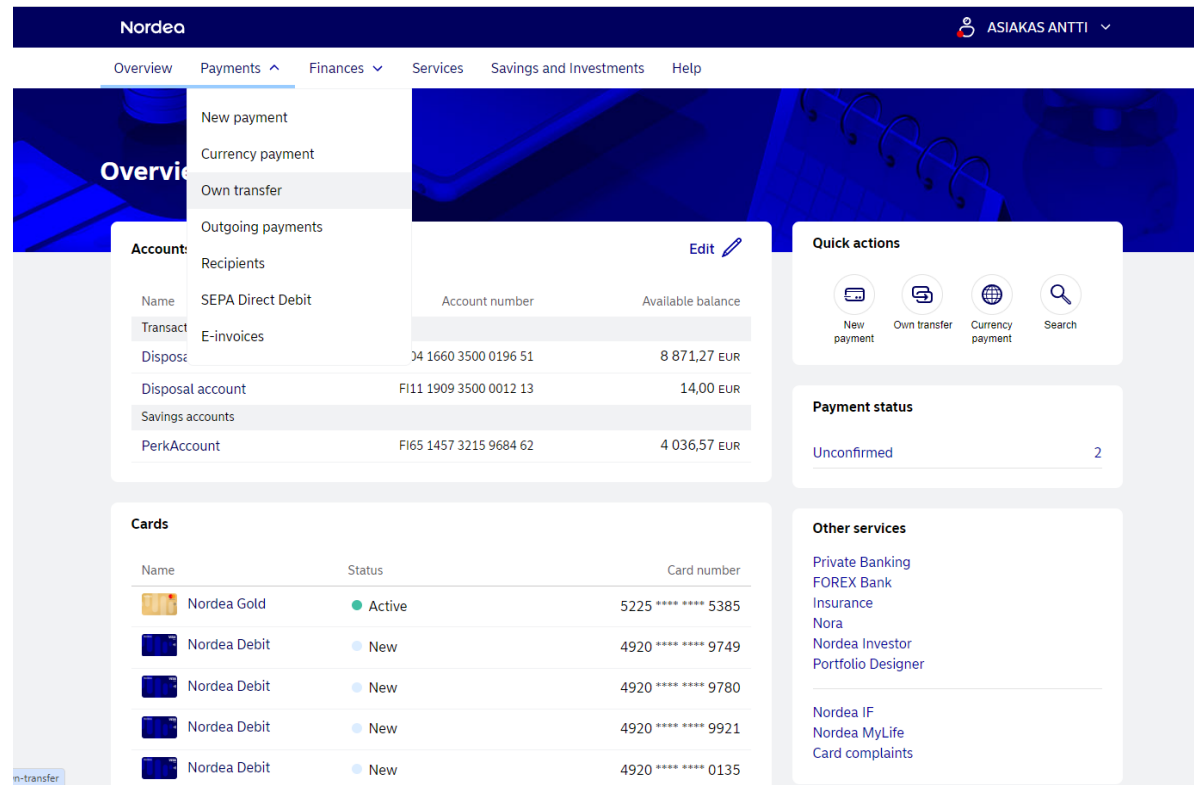 Nordea
ASIAKAS ANTTI
Overview Payments Finances Services Savings and Investments Help
New payment
Currency payment
Own transfer
Outgoing payments
Recipients
SEPA Direct Debit
E-invoices
Edit
Name Account number Available balance
04 1660 3500 0196 51 8 871,27 EUR
Disposal account FI11 1909 3500 0012 13 14,00 EUR
Savings accounts
PerkAccount FI65 1457 3215 9684 62 4 036,57 EUR
Cards
Name Status Card number
Nordea Gold Active 5225 **** **** 5385
Nordea Debit New 4920 **** **** 9749
Nordea Debit New 4920 **** **** 9780
Nordea Debit New 4920 **** **** 9921
Nordea Debit New 4920 **** **** 0135
Quick actions
New payment
Own transfer
Currency payment
Search
Payment status
Unconfirmed 2
Other services
Private Banking
FOREX Bank
Insurance
Nora
Nordea Investor
Portfolio Designer
Nordea IF
Nordea MyLife
Card complaints
n-transfer